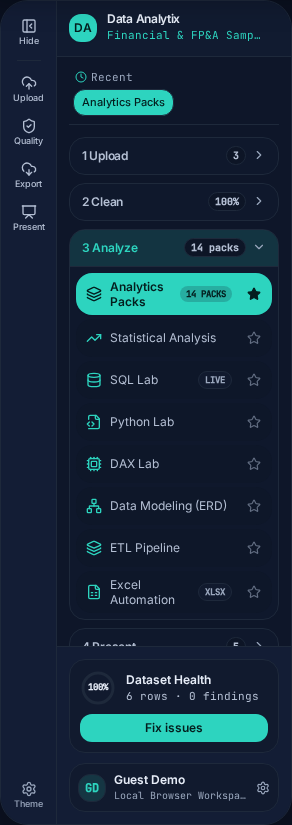 Hide
Upload
Quality
Export
Present
Theme
DA
Data Analytix
Financial & FP&A Samp…
Recent
Analytics Packs
1 Upload 3
2 Clean 100%
3 Analyze 14 packs
Analytics
Packs
14 PACKS
Statistical Analysis
SQL Lab LIVE
Python Lab
DAX Lab
Data Modeling (ERD)
ETL Pipeline
Excel
Automation
XLSX
4 Present 5
100%
Dataset Health
6 rows · 0 findings
Fix issues
GD
Guest Demo
Local Browser Workspa…